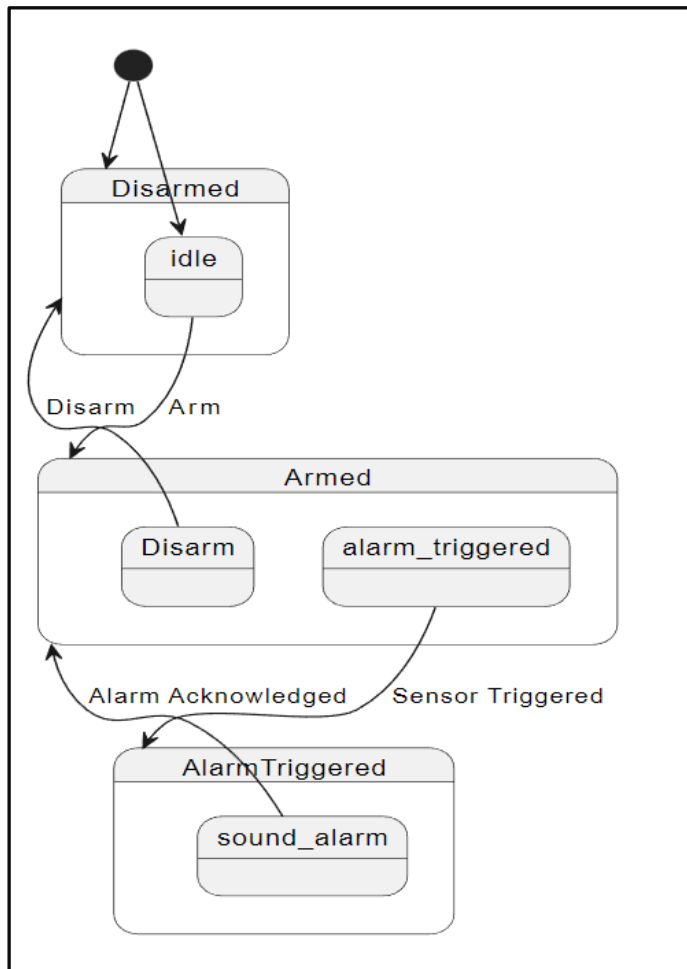 Disarmed
idle
Disarm
Arm
Armed
Disarm
alarm_triggered
Alarm Acknowledged
Sensor Triggered
AlarmTriggered
sound_alarm